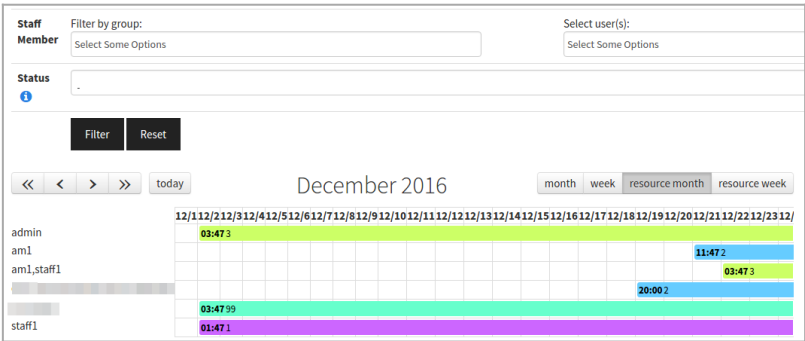 Staff Member
Filter by group:
Select user(s):
Select Some Options
Select Some Options
Status
-
Filter Reset
« < > » today
December 2016
month week resource month resource week
12/1 12/2 12/3 12/4 12/5 12/6 12/7 12/8 12/9 12/10 12/11 12/12 12/13 12/14 12/15 12/16 12/17 12/18 12/19 12/20 12/21 12/22 12/23 12/
admin 03:47 3
am1 11:47 2
am1,staff1 03:47 3
20:00 2
03:47 99
staff1 01:47 1